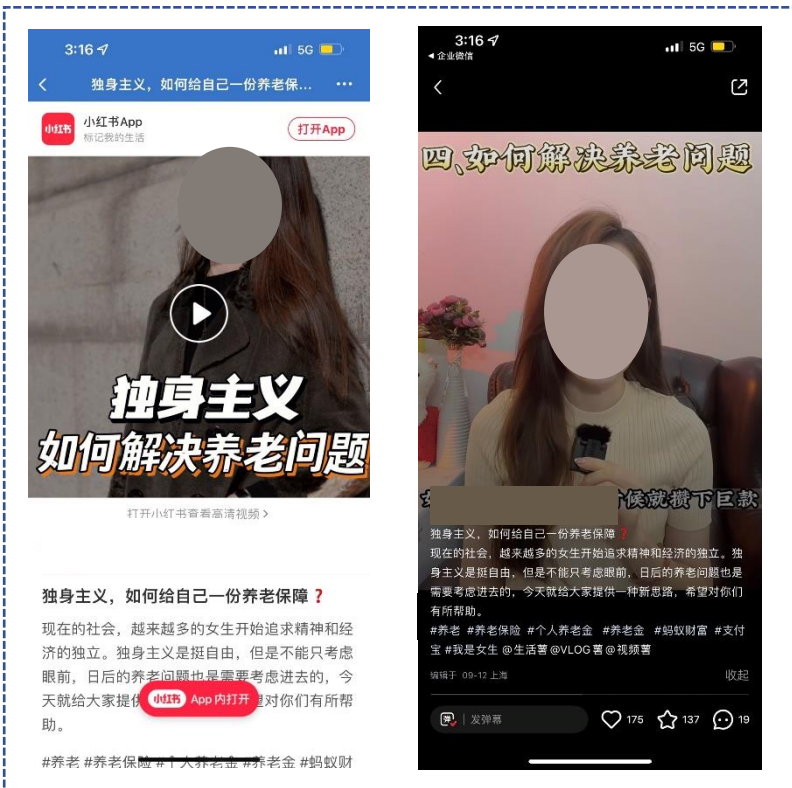 3:16
5G
独身主义，如何给自己一份养老保...
小红书
小红书App
标记我的生活
打开App
独身主义
如何解决养老问题
打开小红书查看高清视频 >
独身主义，如何给自己一份养老保障❓
现在的社会，越来越多的女生开始追求精神和经
济的独立。独身主义是挺自由，但是不能只考虑
眼前，日后的养老问题也是需要考虑进去的，今
天就给大家提供
小红书 App 内打开
望对你们有所帮
助。
#养老 #养老保险 #个人养老金 #养老金 #蚂蚁财
3:16
5G
◀ 企业微信
四、如何解决养老问题
候就攒下巨款
独身主义，如何给自己一份养老保障❓
现在的社会，越来越多的女生开始追求精神和经济的独立。独
身主义是挺自由，但是不能只考虑眼前，日后的养老问题也是
需要考虑进去的，今天就给大家提供一种新思路，希望对你们
有所帮助。
#养老 #养老保险 #个人养老金 #养老金 #蚂蚁财富 #支付
宝 #我是女生 @生活薯 @VLOG薯 @视频薯
编辑于 09-12 上海
收起
弹 | 发弹幕
175
137
19